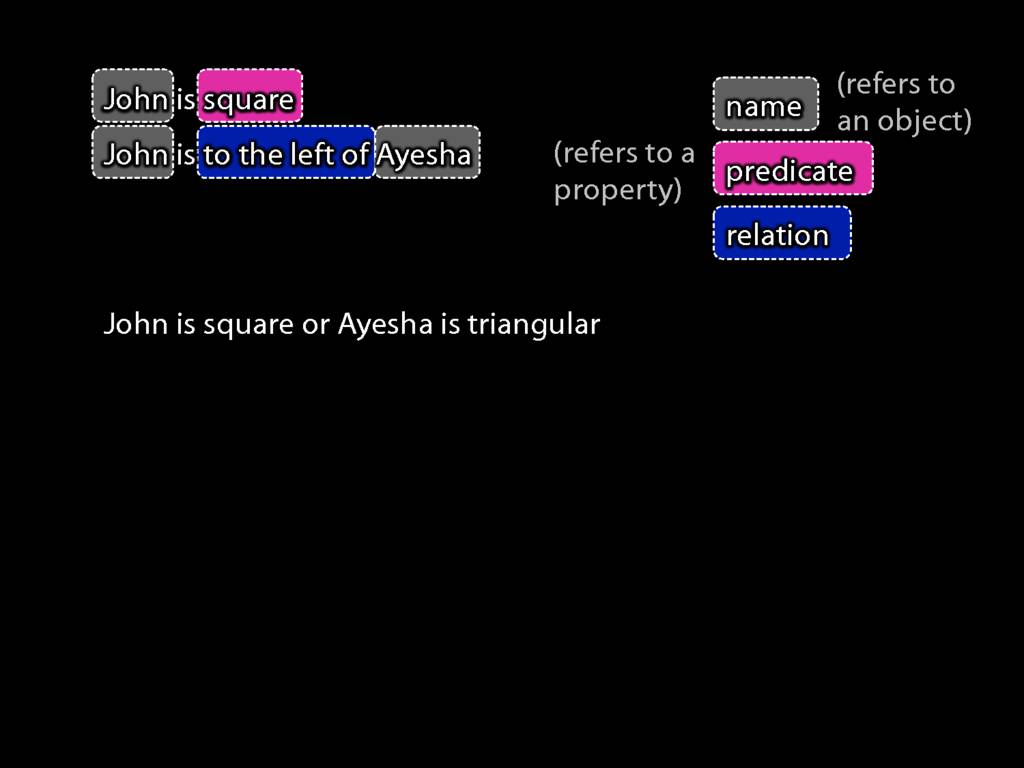 John is square
John is to the left of Ayesha
name
(refers to
an object)
(refers to a
property)
predicate
relation
John is square or Ayesha is triangular